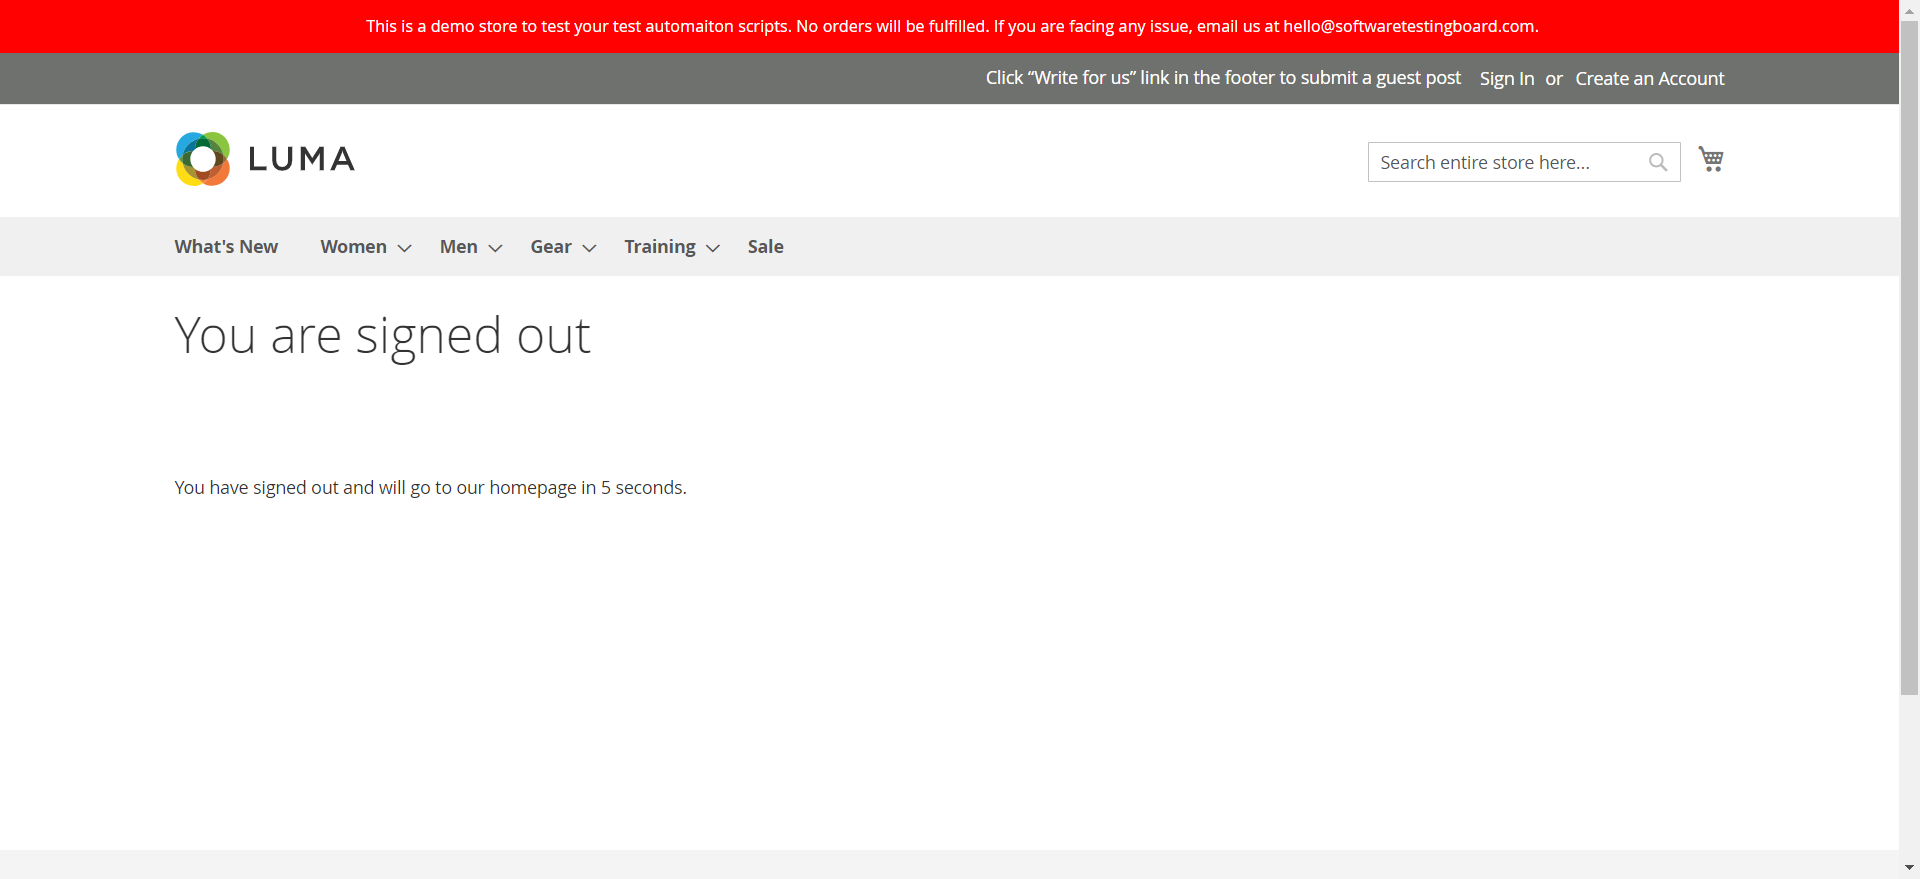 This is a demo store to test your test automaiton scripts. No orders will be fulfilled. If you are facing any issue, email us at hello@softwaretestingboard.com.
Click “Write for us” link in the footer to submit a guest post Sign In or Create an Account
LUMA
Search entire store here...
What's New Women Men Gear Training Sale
You are signed out
You have signed out and will go to our homepage in 5 seconds.